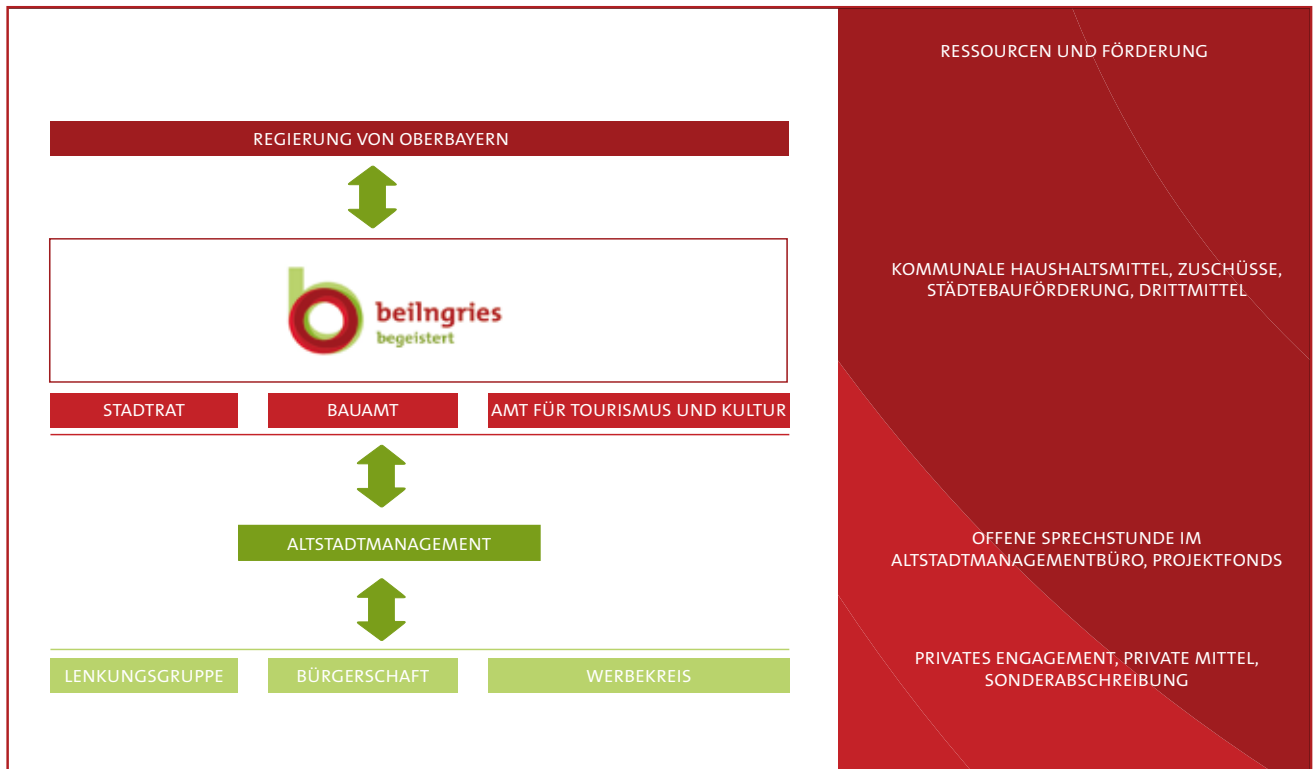 REGIERUNG VON OBERBAYERN
beilngries
begeistert
STADTRAT
BAUAMT
AMT FÜR TOURISMUS UND KULTUR
ALTSTADTMANAGEMENT
LENKUNGSGRUPPE
BÜRGERSCHAFT
WERBEKREIS
RESSOURCEN UND FÖRDERUNG
KOMMUNALE HAUSHALTSMITTEL, ZUSCHÜSSE,
STÄDTEBAUFÖRDERUNG, DRITTMITTEL
OFFENE SPRECHSTUNDE IM
ALTSTADTMANAGEMENTBÜRO, PROJEKTFONDS
PRIVATES ENGAGEMENT, PRIVATE MITTEL,
SONDERABSCHREIBUNG